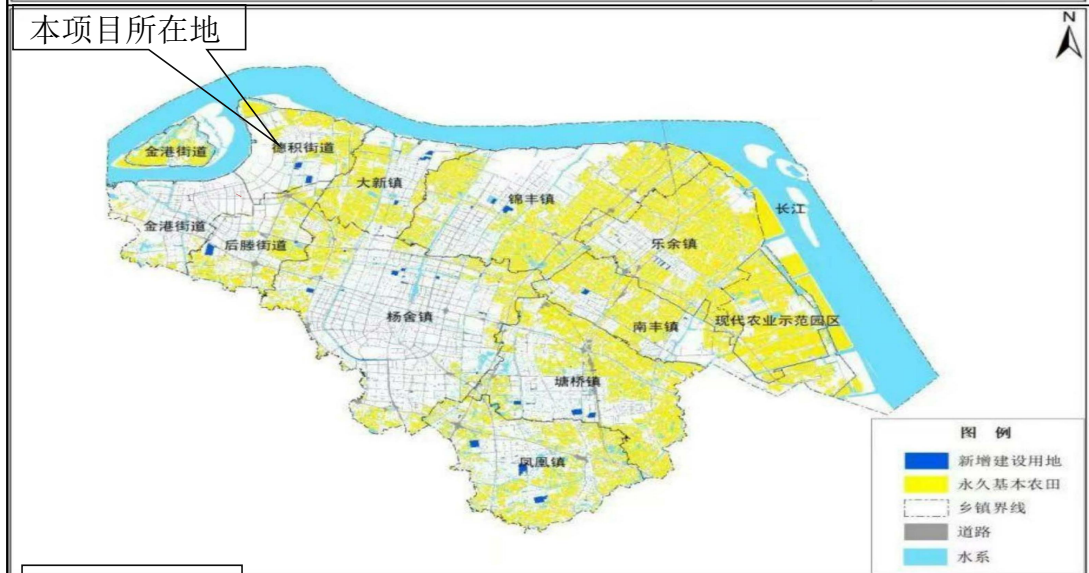 本项目所在地
N
金港街道
德积街道
大新镇
锦丰镇
长江
金港街道
后塍街道
乐余镇
杨舍镇
南丰镇
现代农业示范园区
塘桥镇
凤凰镇
图 例
新增建设用地
永久基本农田
乡镇界线
道路
水系